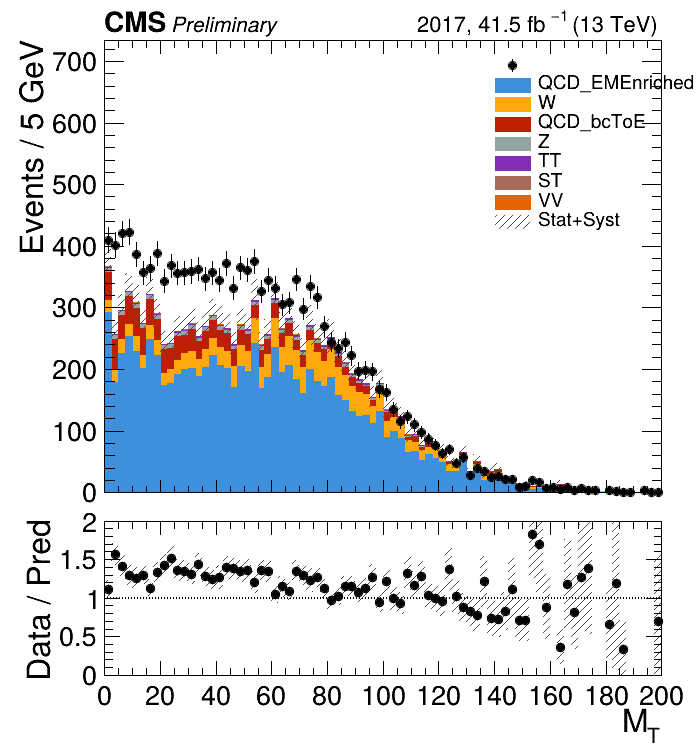 CMS Preliminary 2017, 41.5 fb⁻¹ (13 TeV)
Events / 5 GeV
700
600
500
400
300
200
100
0
QCD_EMEnriched
W
QCD_bcToE
Z
TT
ST
VV
Stat+Syst
Data / Pred
2
1.5
1
0.5
0
0 20 40 60 80 100 120 140 160 180 200
M_T